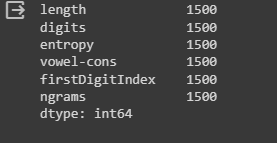 length 1500
digits 1500
entropy 1500
vowel-cons 1500
firstDigitIndex 1500
ngrams 1500
dtype: int64